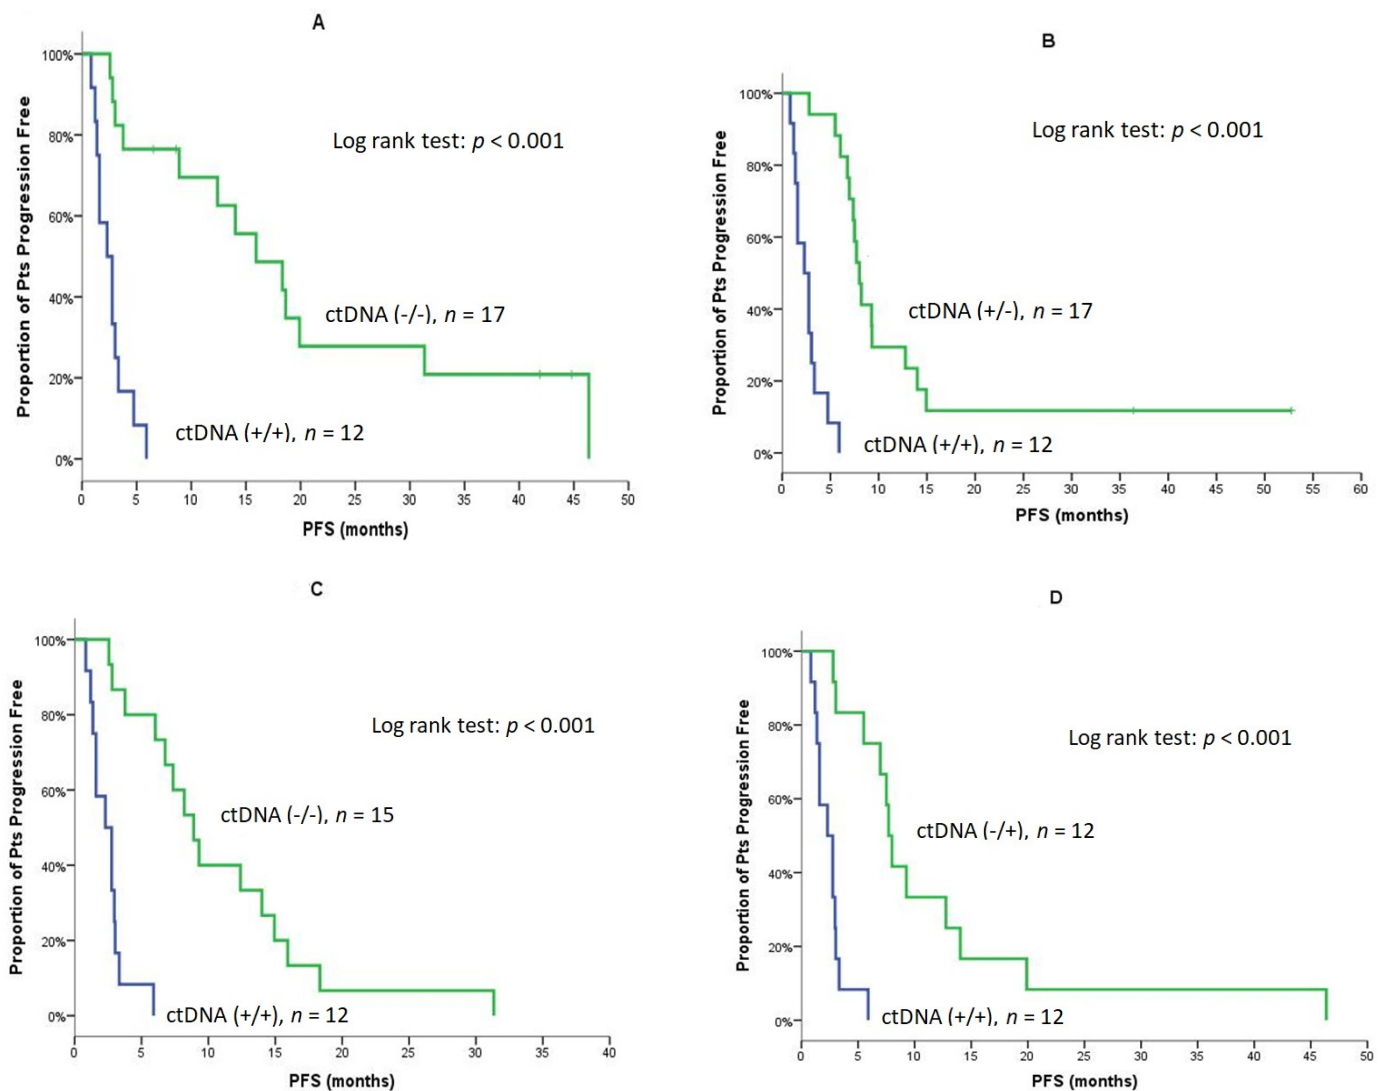 A
Proportion of Pts Progression Free
100%
80%
60%
40%
20%
0%
Log rank test: p < 0.001
ctDNA (-/-), n = 17
ctDNA (+/+), n = 12
0 5 10 15 20 25 30 35 40 45 50
PFS (months)
B
Proportion of Pts Progression Free
100%
80%
60%
40%
20%
0%
Log rank test: p < 0.001
ctDNA (+/-), n = 17
ctDNA (+/+), n = 12
0 5 10 15 20 25 30 35 40 45 50 55 60
PFS (months)
C
Proportion of Pts Progression Free
100%
80%
60%
40%
20%
0%
Log rank test: p < 0.001
ctDNA (-/-), n = 15
ctDNA (+/+), n = 12
0 5 10 15 20 25 30 35 40
PFS (months)
D
Proportion of Pts Progression Free
100%
80%
60%
40%
20%
0%
Log rank test: p < 0.001
ctDNA (-/+), n = 12
ctDNA (+/+), n = 12
0 5 10 15 20 25 30 35 40 45 50
PFS (months)